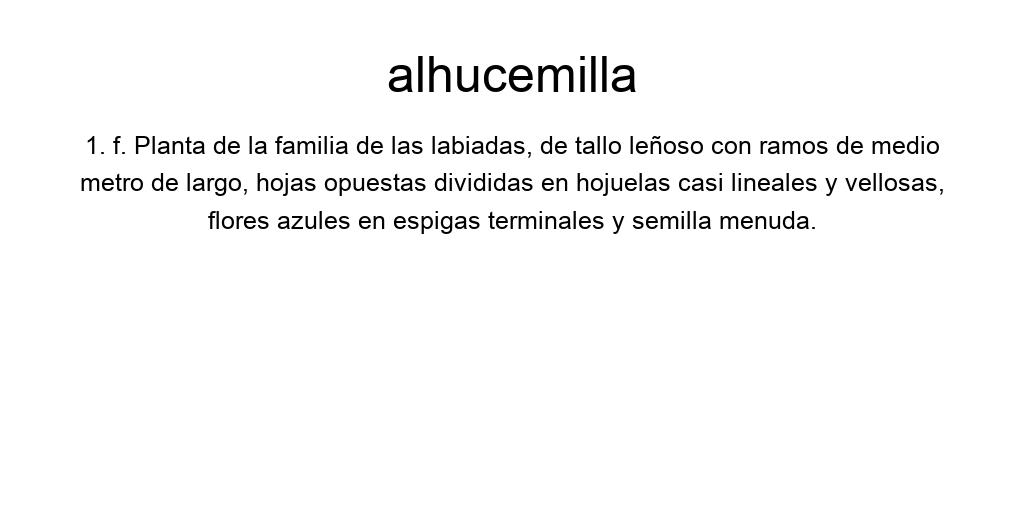 alhucemilla
1. f. Planta de la familia de las labiadas, de tallo leñoso con ramos de medio
metro de largo, hojas opuestas divididas en hojuelas casi lineales y vellosas,
flores azules en espigas terminales y semilla menuda.